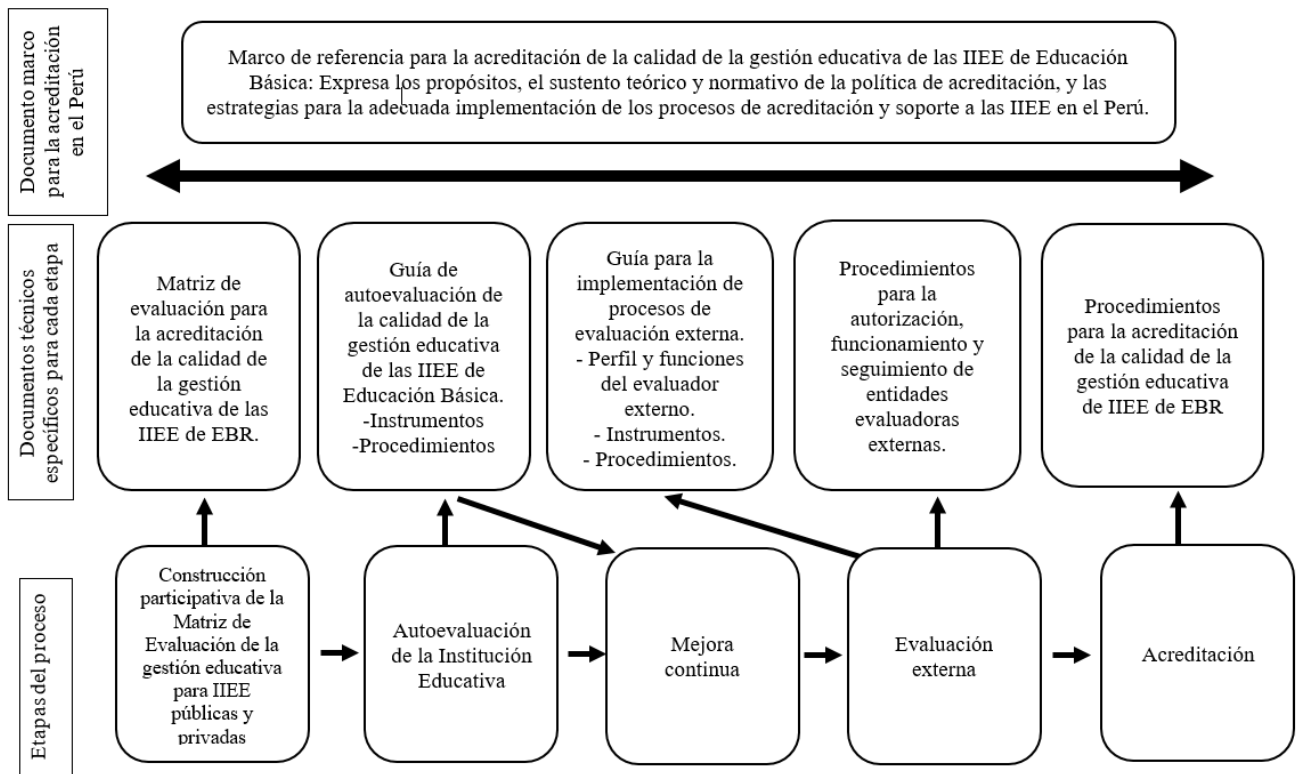 Documento marco
para la acreditación
en el Perú
Marco de referencia para la acreditación de la calidad de la gestión educativa de las IIEE de Educación
Básica: Expresa los propósitos, el sustento teórico y normativo de la política de acreditación, y las
estrategias para la adecuada implementación de los procesos de acreditación y soporte a las IIEE en el Perú.
Documentos técnicos
específicos para cada etapa
Matriz de
evaluación para
la acreditación
de la calidad de
la gestión
educativa de las
IIEE de EBR.
Guía de
autoevaluación de
la calidad de la
gestión educativa
de las IIEE de
Educación Básica.
-Instrumentos
-Procedimientos
Guía para la
implementación de
procesos de
evaluación externa.
- Perfil y funciones
del evaluador
externo.
- Instrumentos.
- Procedimientos.
Procedimientos
para la
autorización,
funcionamiento y
seguimiento de
entidades
evaluadoras
externas.
Procedimientos
para la acreditación
de la calidad de la
gestión educativa
de IIEE de EBR
Etapas del proceso
Construcción
participativa de la
Matriz de
Evaluación de la
gestión educativa
para IIEE
públicas y
privadas
Autoevaluación
de la Institución
Educativa
Mejora
continua
Evaluación
externa
Acreditación